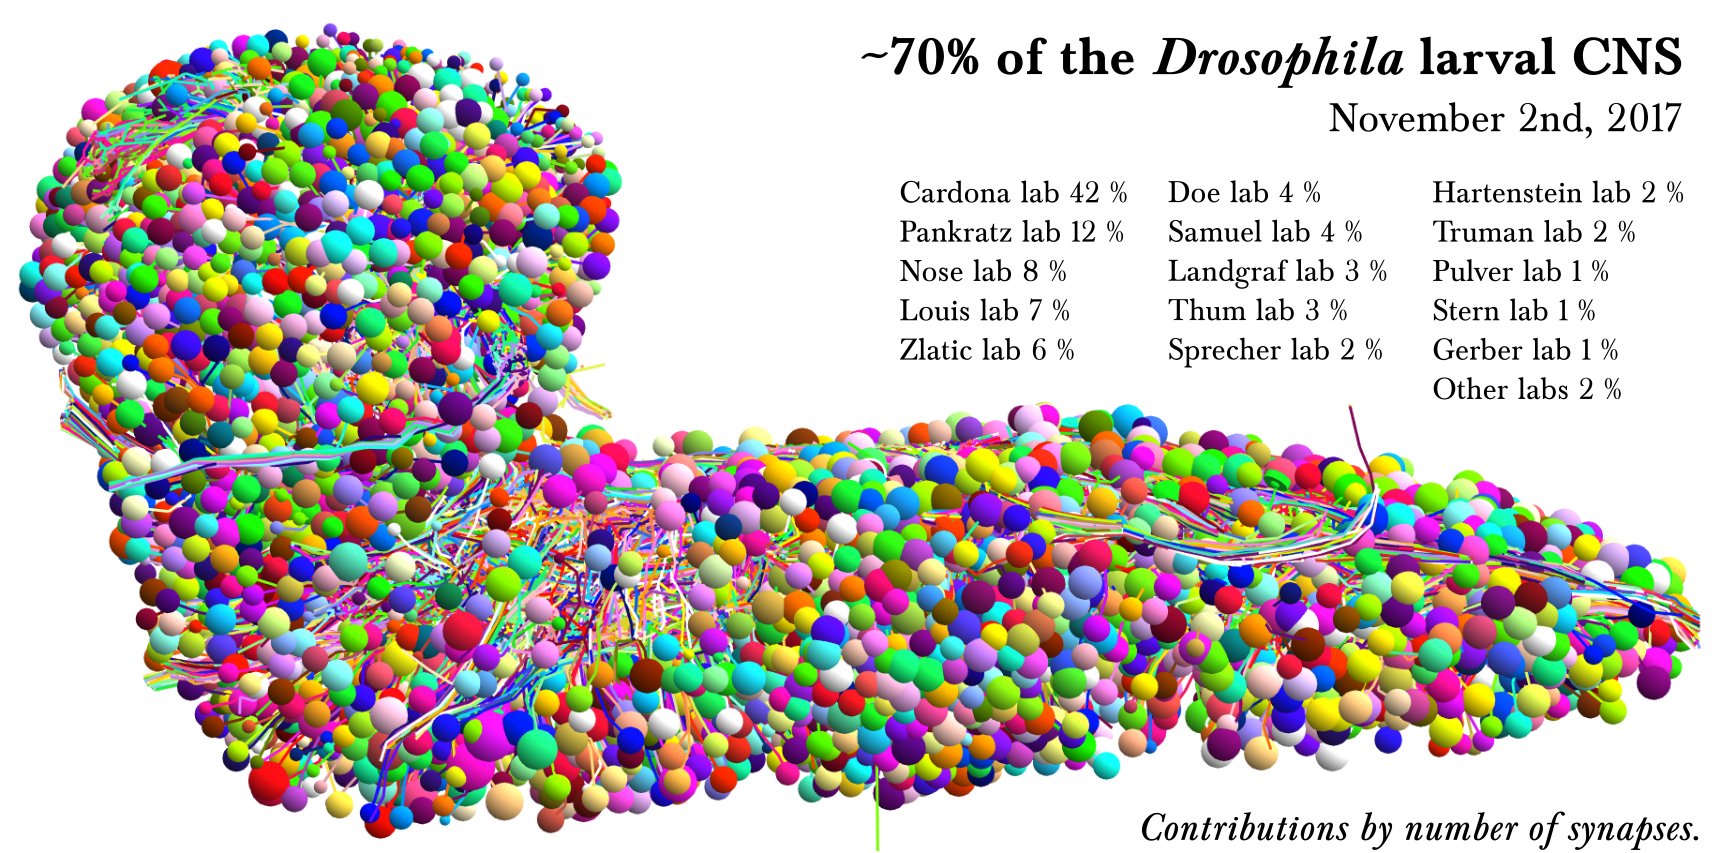 ~70% of the Drosophila larval CNS
November 2nd, 2017
Cardona lab 42 %
Pankratz lab 12 %
Nose lab 8 %
Louis lab 7 %
Zlatic lab 6 %
Doe lab 4 %
Samuel lab 4 %
Landgraf lab 3 %
Thum lab 3 %
Sprecher lab 2 %
Hartenstein lab 2 %
Truman lab 2 %
Pulver lab 1 %
Stern lab 1 %
Gerber lab 1 %
Other labs 2 %
Contributions by number of synapses.